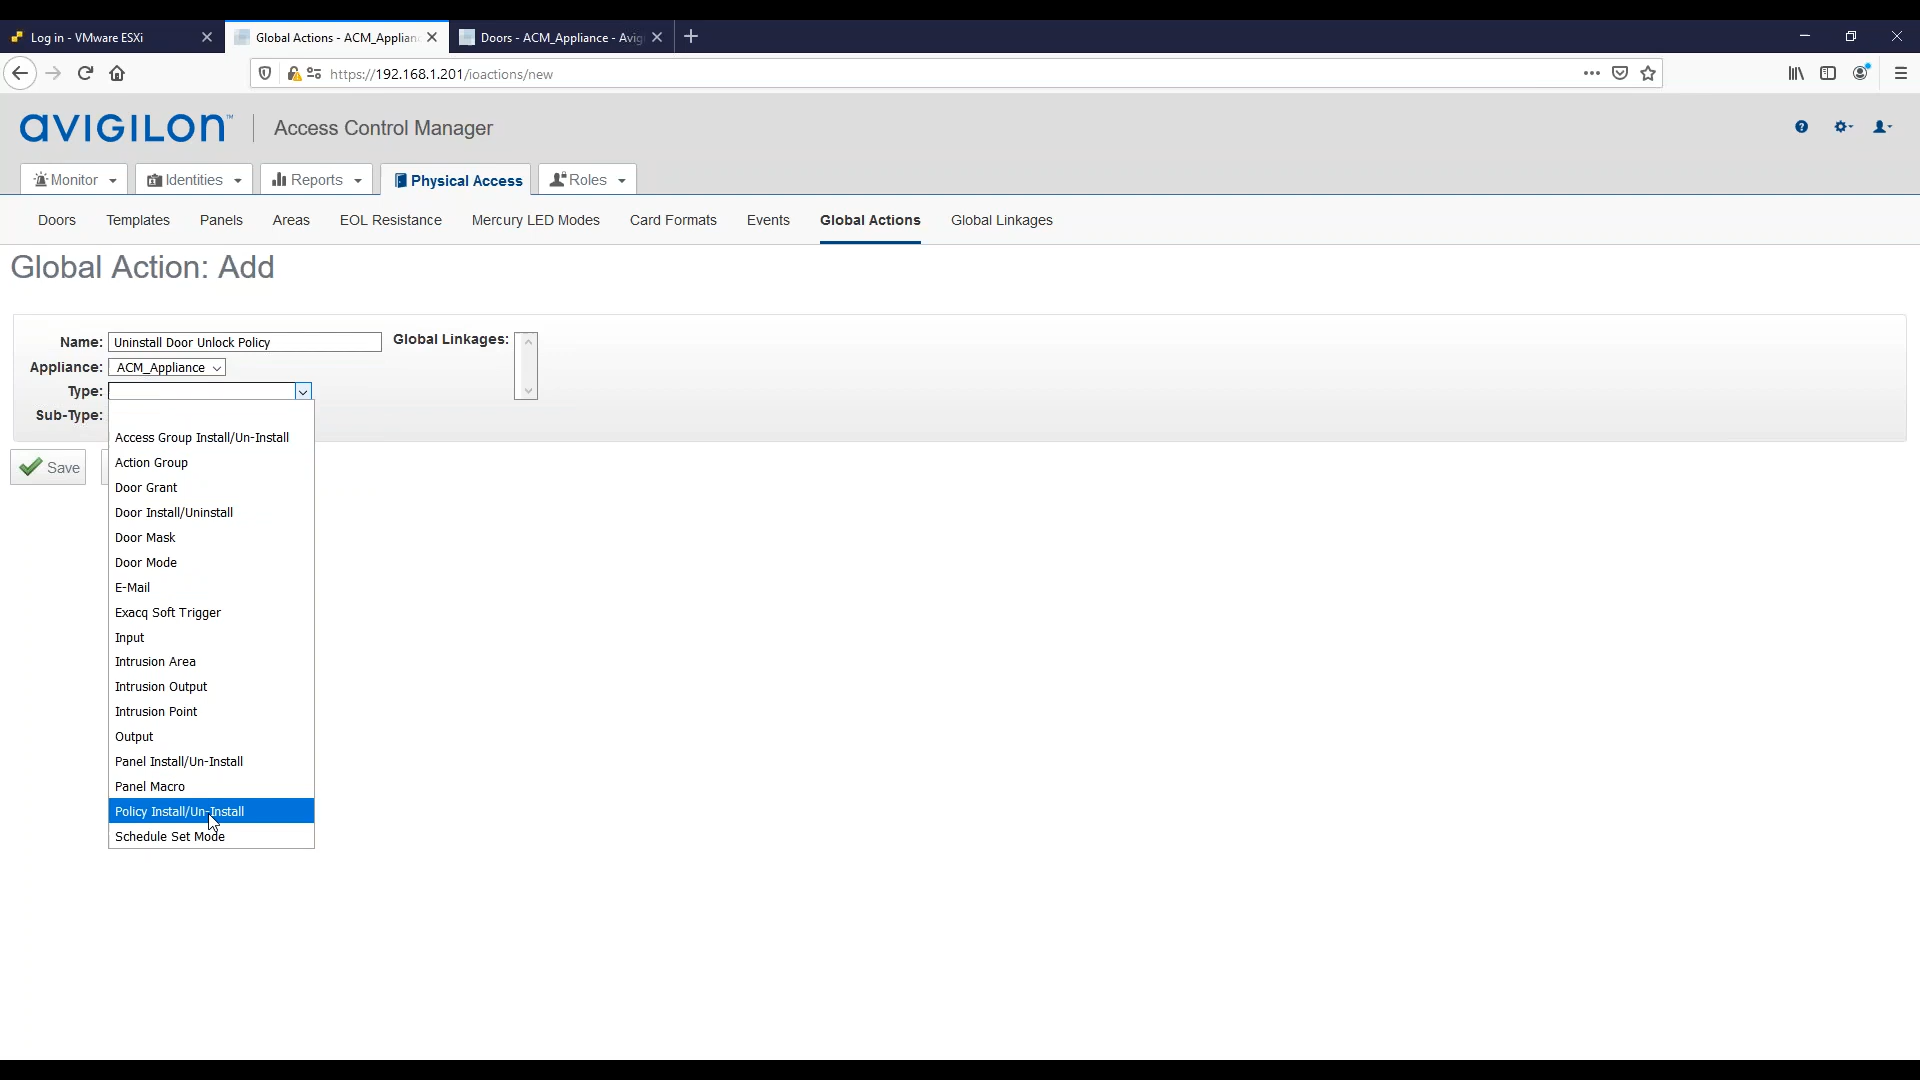 Log in - VMware ESXi
Global Actions - ACM_Applian
Doors - ACM_Appliance - Avig
https://192.168.1.201/ioactions/new
avigilon™ Access Control Manager
Monitor Identities Reports Physical Access Roles
Doors Templates Panels Areas EOL Resistance Mercury LED Modes Card Formats Events Global Actions Global Linkages
Global Action: Add
Name: Uninstall Door Unlock Policy Global Linkages:
Appliance: ACM_Appliance
Type:
Sub-Type:
Access Group Install/Un-Install
Action Group
Save
Door Grant
Door Install/Uninstall
Door Mask
Door Mode
E-Mail
Exacq Soft Trigger
Input
Intrusion Area
Intrusion Output
Intrusion Point
Output
Panel Install/Un-Install
Panel Macro
Policy Install/Un-Install
Schedule Set Mode